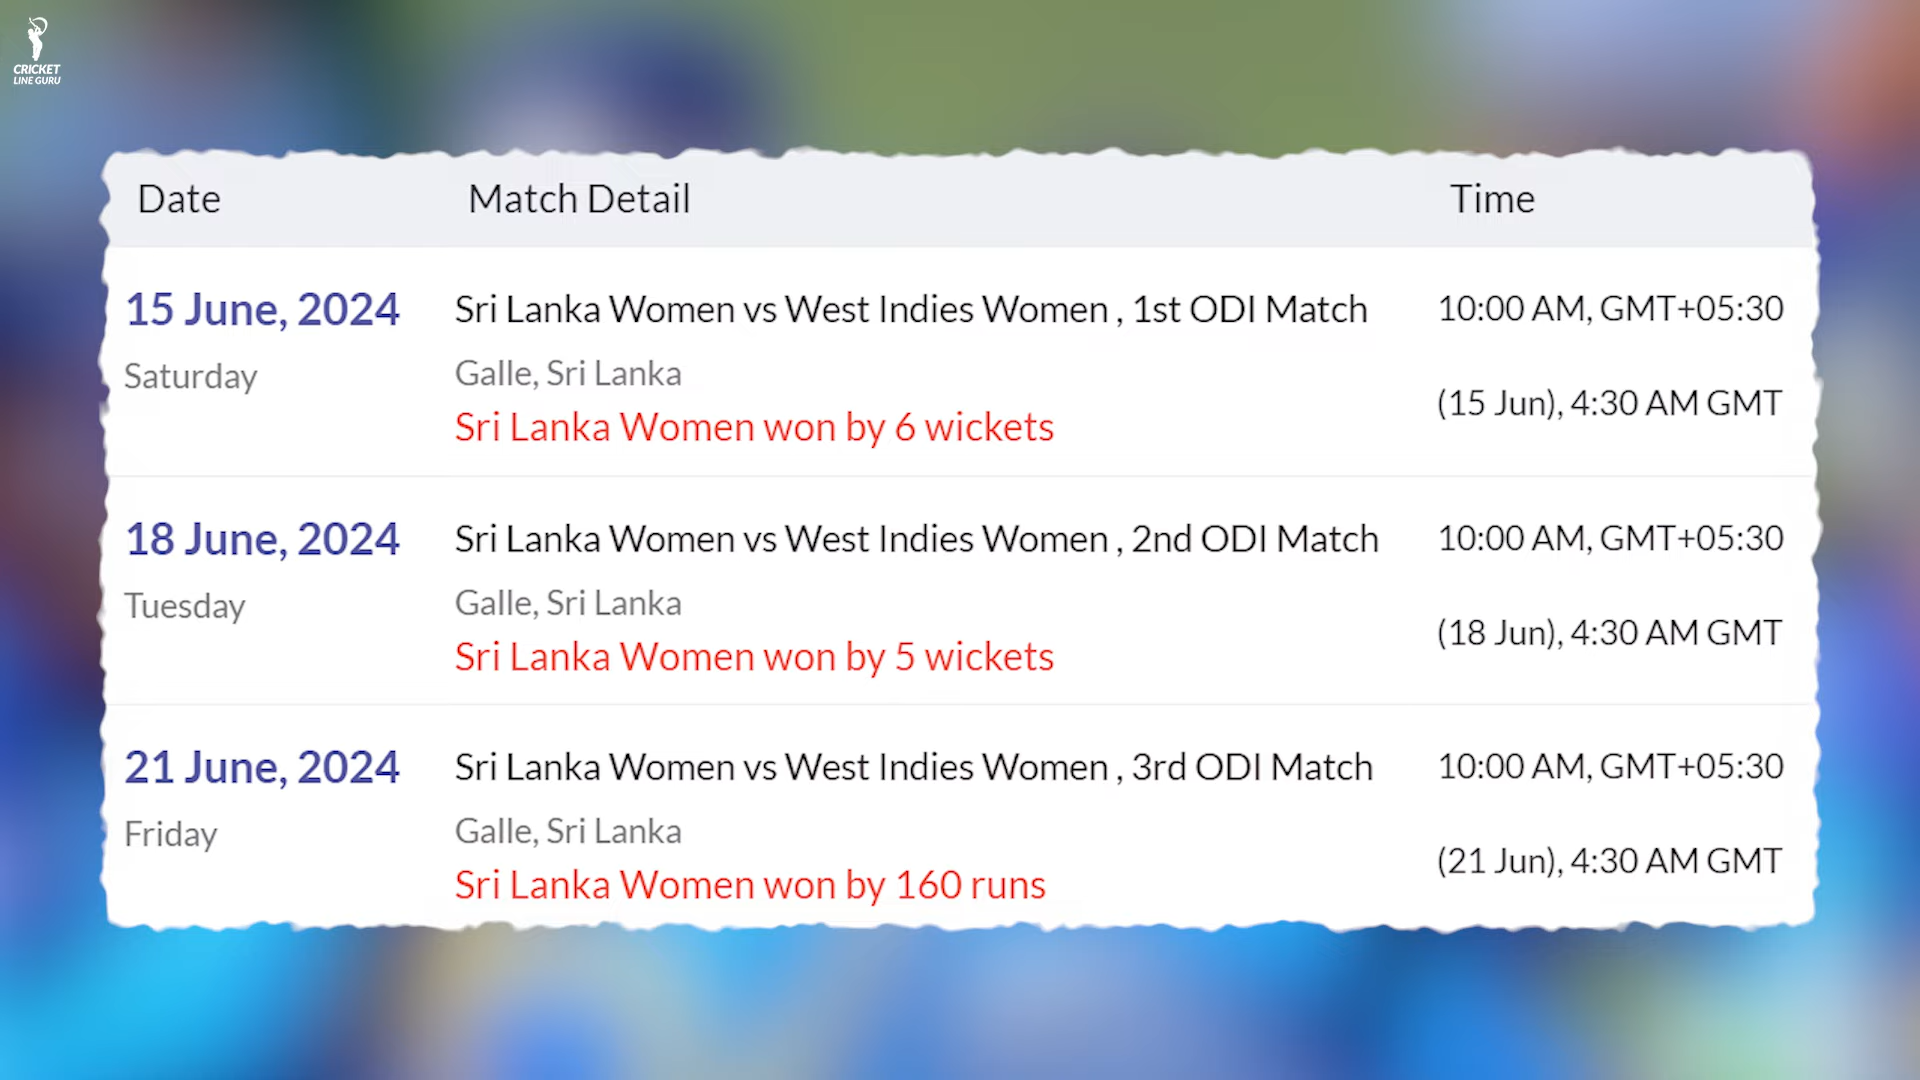 CRICKET
LINE GURU
Date Match Detail Time
15 June, 2024 Sri Lanka Women vs West Indies Women , 1st ODI Match 10:00 AM, GMT+05:30
Saturday Galle, Sri Lanka
(15 Jun), 4:30 AM GMT
Sri Lanka Women won by 6 wickets
18 June, 2024 Sri Lanka Women vs West Indies Women , 2nd ODI Match 10:00 AM, GMT+05:30
Tuesday Galle, Sri Lanka
(18 Jun), 4:30 AM GMT
Sri Lanka Women won by 5 wickets
21 June, 2024 Sri Lanka Women vs West Indies Women , 3rd ODI Match 10:00 AM, GMT+05:30
Friday Galle, Sri Lanka
(21 Jun), 4:30 AM GMT
Sri Lanka Women won by 160 runs